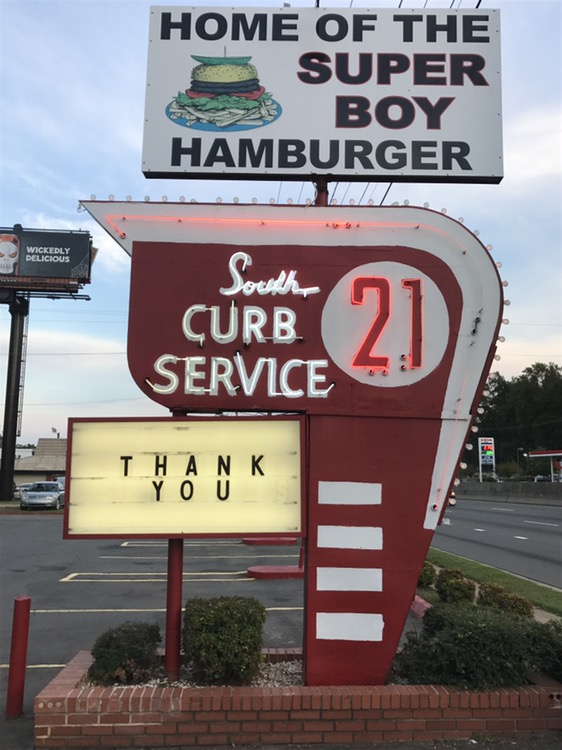 HOME OF THE
SUPER
BOY
HAMBURGER
WICKEDLY
DELICIOUS
South
21
CURB
SERVICE
THANK
YOU